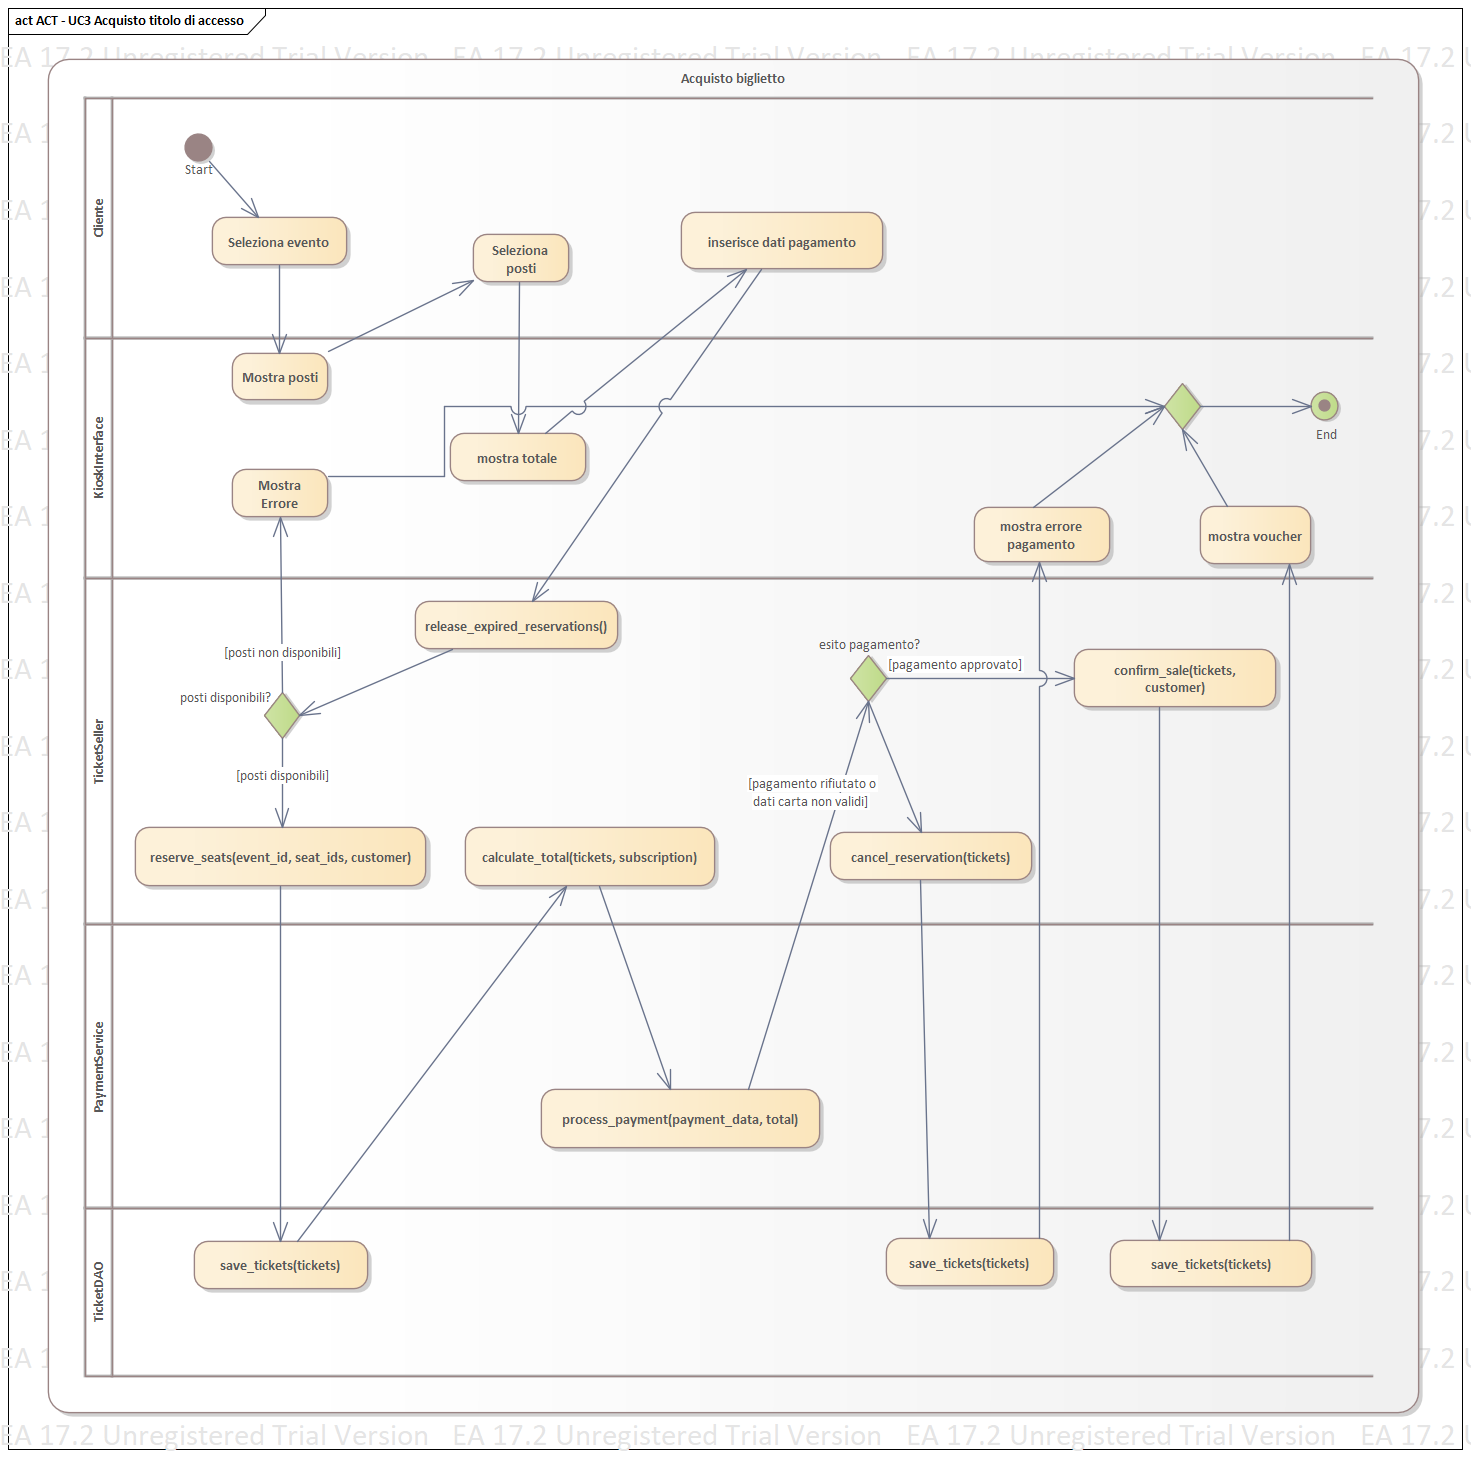 act ACT - UC3 Acquisto titolo di accesso
EA 17.2 Unregistered Trial Version EA 17.2 Unregistered Trial Version EA 17.2 Unregistered Trial Version EA 17.2 U
Acquisto biglietto
Cliente
Start
Seleziona evento
Seleziona
posti
inserisce dati pagamento
KioskInterface
Mostra posti
mostra totale
Mostra
Errore
End
mostra errore
pagamento
mostra voucher
TicketSeller
release_expired_reservations()
[posti non disponibili]
posti disponibili?
[posti disponibili]
esito pagamento?
[pagamento approvato]
confirm_sale(tickets,
customer)
[pagamento rifiutato o
dati carta non validi]
reserve_seats(event_id, seat_ids, customer)
calculate_total(tickets, subscription)
cancel_reservation(tickets)
PaymentService
process_payment(payment_data, total)
TicketDAO
save_tickets(tickets)
save_tickets(tickets)
save_tickets(tickets)
EA 17.2 Unregistered Trial Version EA 17.2 Unregistered Trial Version EA 17.2 Unregistered Trial Version EA 17.2 U